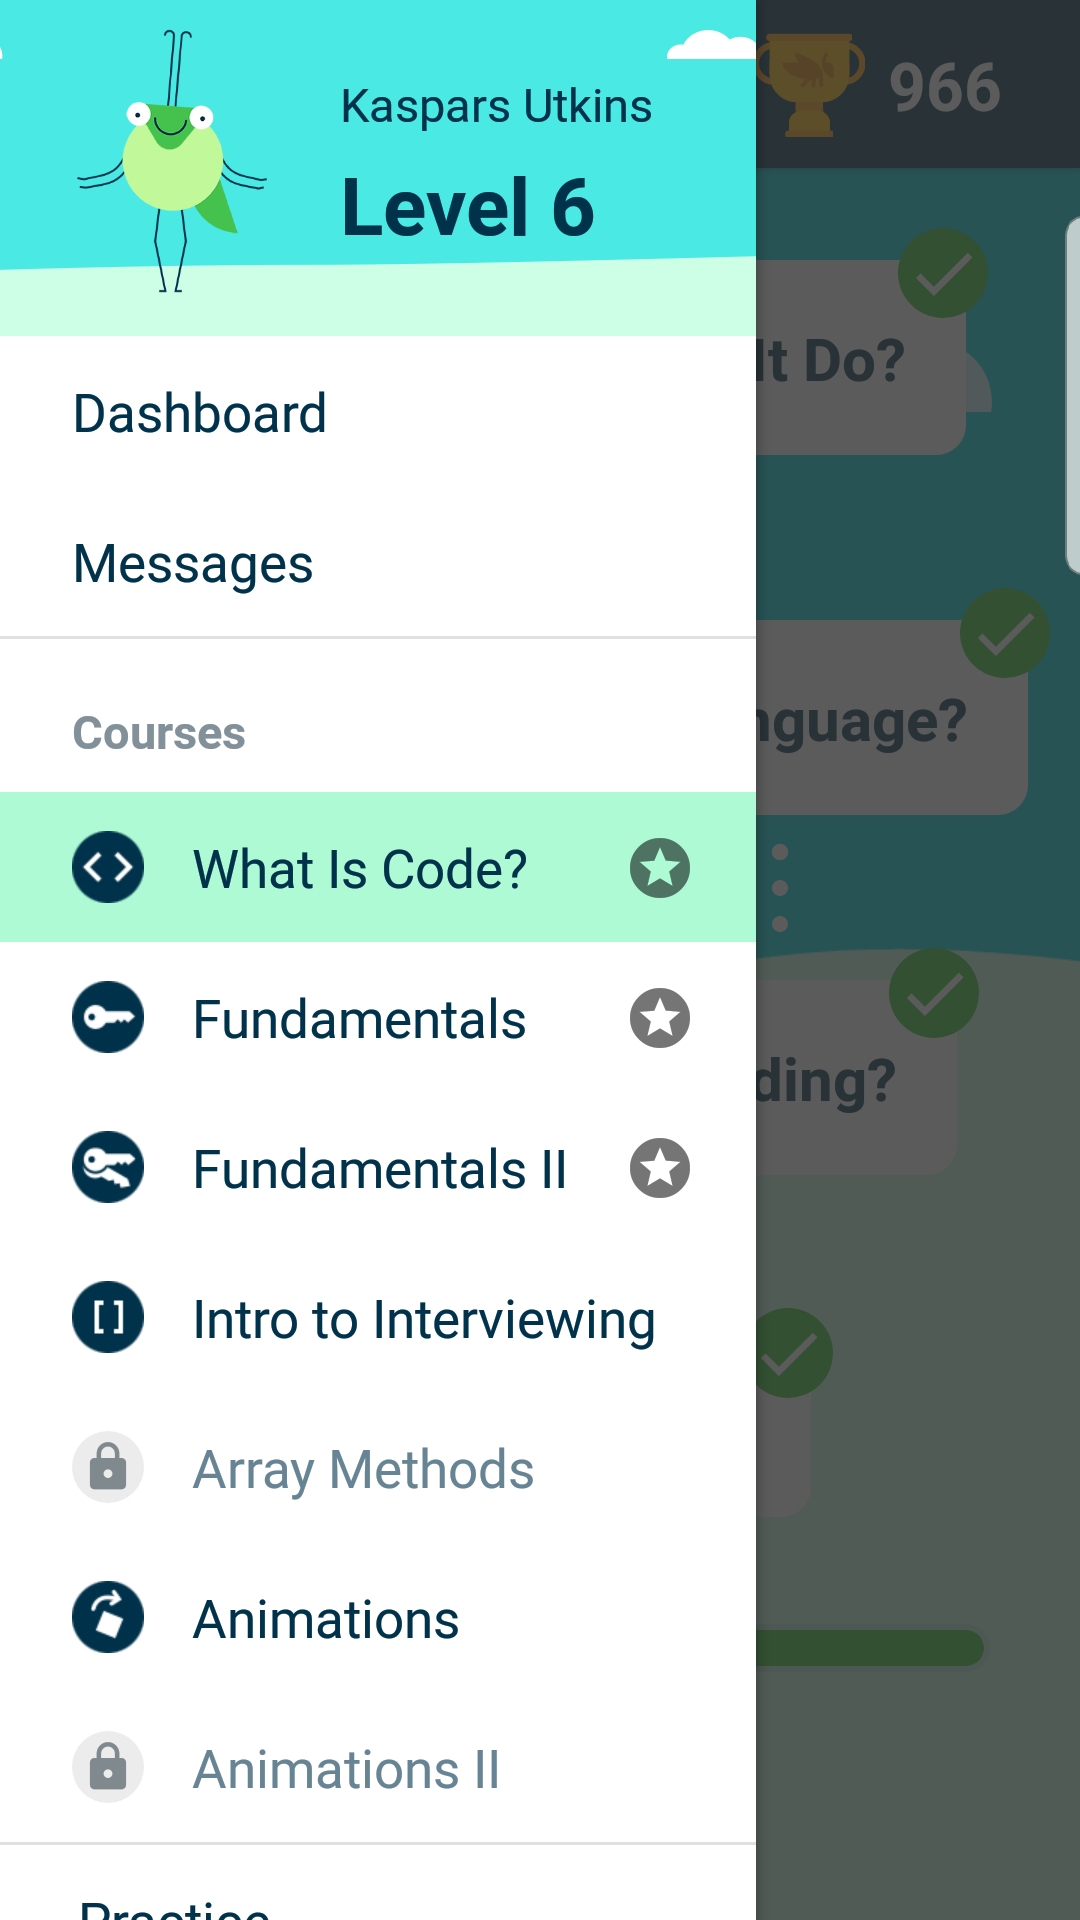 Kaspars Utkins
966
Level 6
It Do?
Dashboard
Messages
nguage?
Courses
What Is Code?
Fundamentals
ding?
Fundamentals II
Intro to Interviewing
Array Methods
Animations
Animations II
Practice